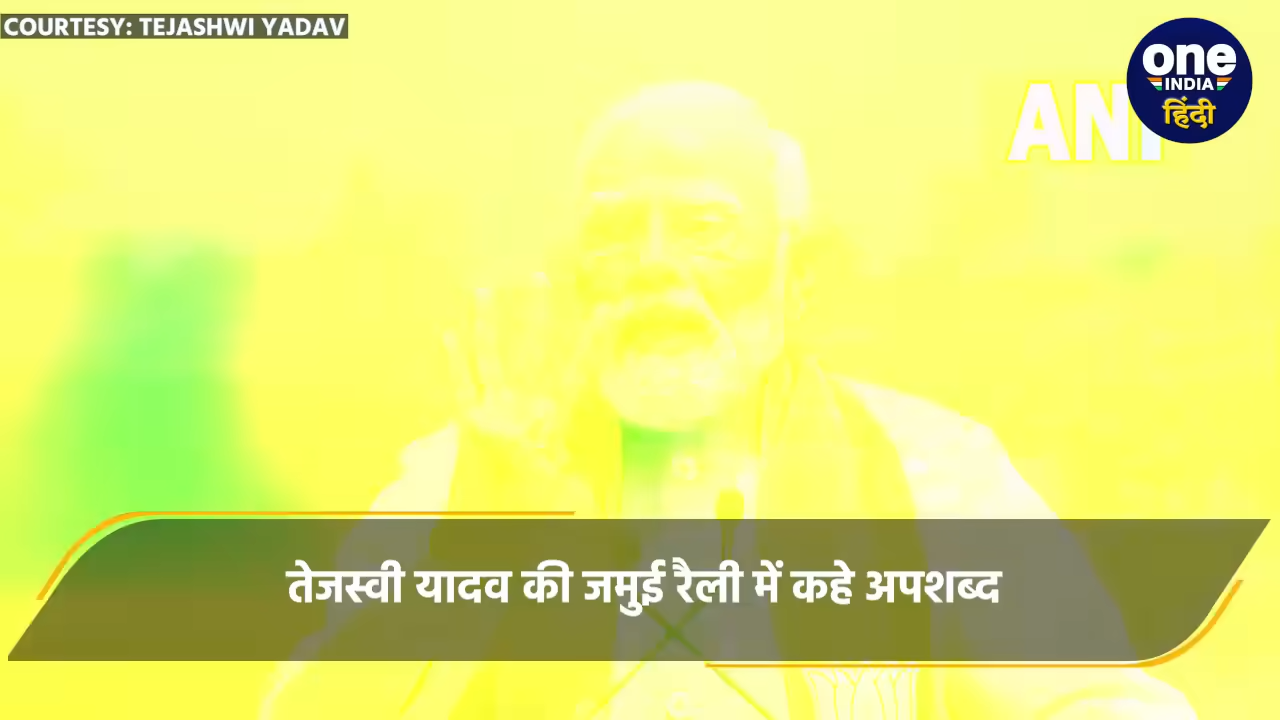 COURTESY: TEJASHWI YADAV
one
INDIA
हिंदी
ANI
तेजस्वी यादव की जमुई रैली में कहे अपशब्द